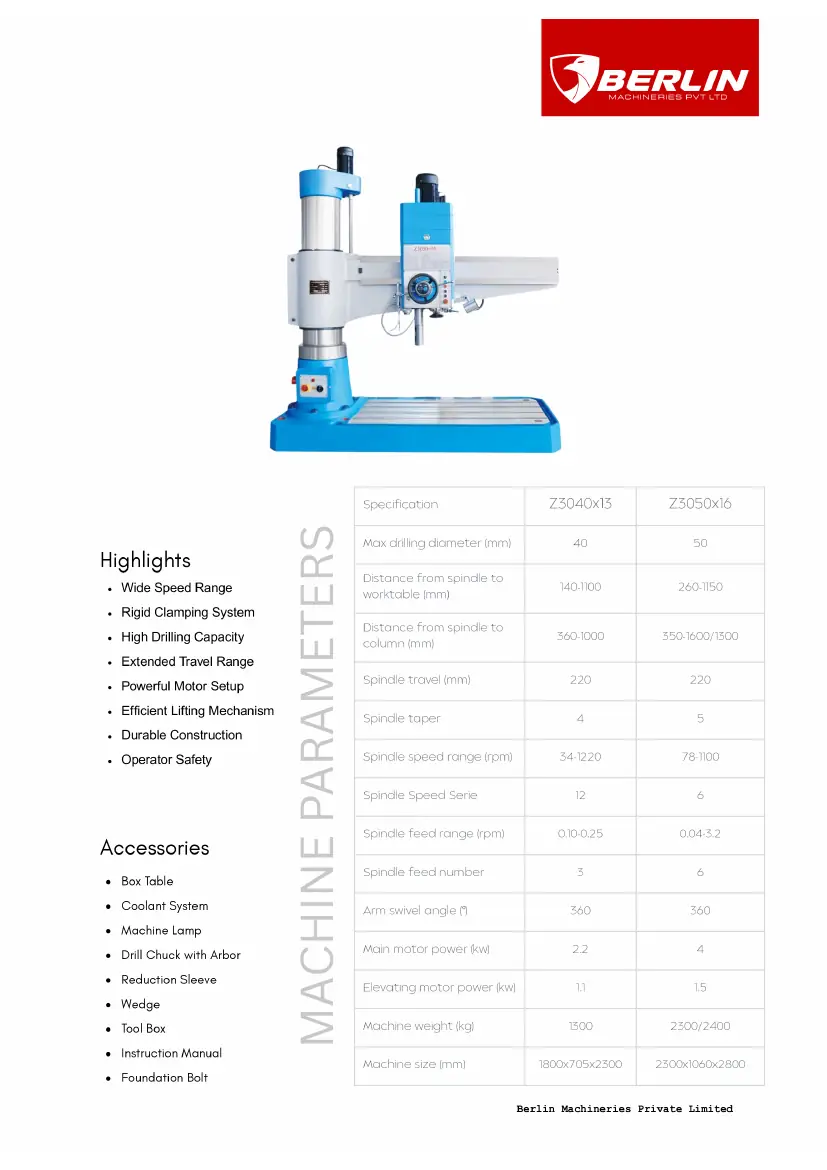 BERLIN
MACHINERIES PVT LTD
Highlights
Wide Speed Range
Rigid Clamping System
High Drilling Capacity
Extended Travel Range
Powerful Motor Setup
Efficient Lifting Mechanism
Durable Construction
Operator Safety
Accessories
Box Table
Coolant System
Machine Lamp
Drill Chuck with Arbor
Reduction Sleeve
Wedge
Tool Box
Instruction Manual
Foundation Bolt
MACHINE PARAMETERS
Specification Z3040x13 Z3050x16
Max drilling diameter (mm) 40 50
Distance from spindle to
worktable (mm) 140-1100 260-1150
Distance from spindle to
column (mm) 360-1000 350-1600/1300
Spindle travel (mm) 220 220
Spindle taper 4 5
Spindle speed range (rpm) 34-1220 78-1100
Spindle Speed Serie 12 6
Spindle feed range (rpm) 0.10-0.25 0.04-3.2
Spindle feed number 3 6
Arm swivel angle (°) 360 360
Main motor power (kw) 2.2 4
Elevating motor power (kw) 1.1 1.5
Machine weight (kg) 1300 2300/2400
Machine size (mm) 1800x705x2300 2300x1060x2800
Berlin Machineries Private Limited